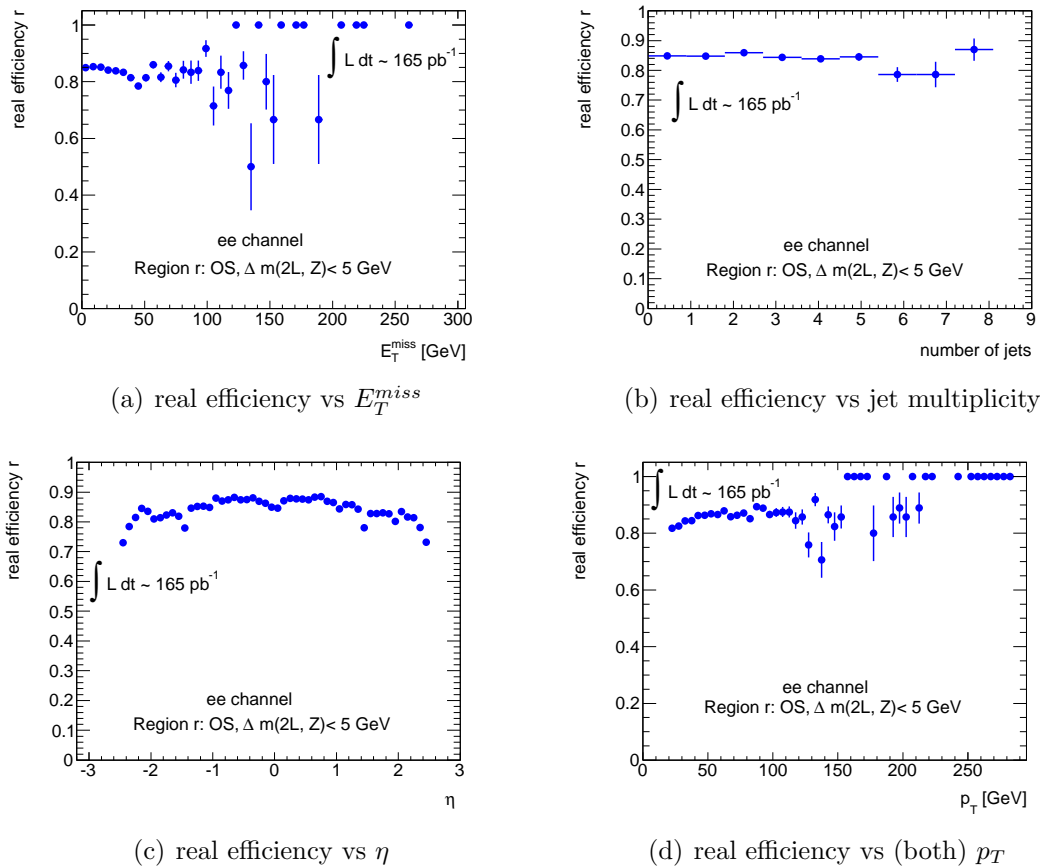 real efficiency r
1
0.8
0.6
0.4
0.2
0
0 50 100 150 200 250 300
E_T^miss [GeV]
∫ L dt ~ 165 pb^-1
ee channel
Region r: OS, Δ m(2L, Z)< 5 GeV
(a) real efficiency vs E_T^miss
real efficiency r
1
0.9
0.8
0.7
0.6
0.5
0.4
0.3
0.2
0.1
0
0 1 2 3 4 5 6 7 8 9
number of jets
∫ L dt ~ 165 pb^-1
ee channel
Region r: OS, Δ m(2L, Z)< 5 GeV
(b) real efficiency vs jet multiplicity
real efficiency r
1
0.9
0.8
0.7
0.6
0.5
0.4
0.3
0.2
0.1
0
-3 -2 -1 0 1 2 3
η
∫ L dt ~ 165 pb^-1
ee channel
Region r: OS, Δ m(2L, Z)< 5 GeV
(c) real efficiency vs η
real efficiency r
1
0.8
0.6
0.4
0.2
0
0 50 100 150 200 250
p_T [GeV]
∫ L dt ~ 165 pb^-1
ee channel
Region r: OS, Δ m(2L, Z)< 5 GeV
(d) real efficiency vs (both) p_T